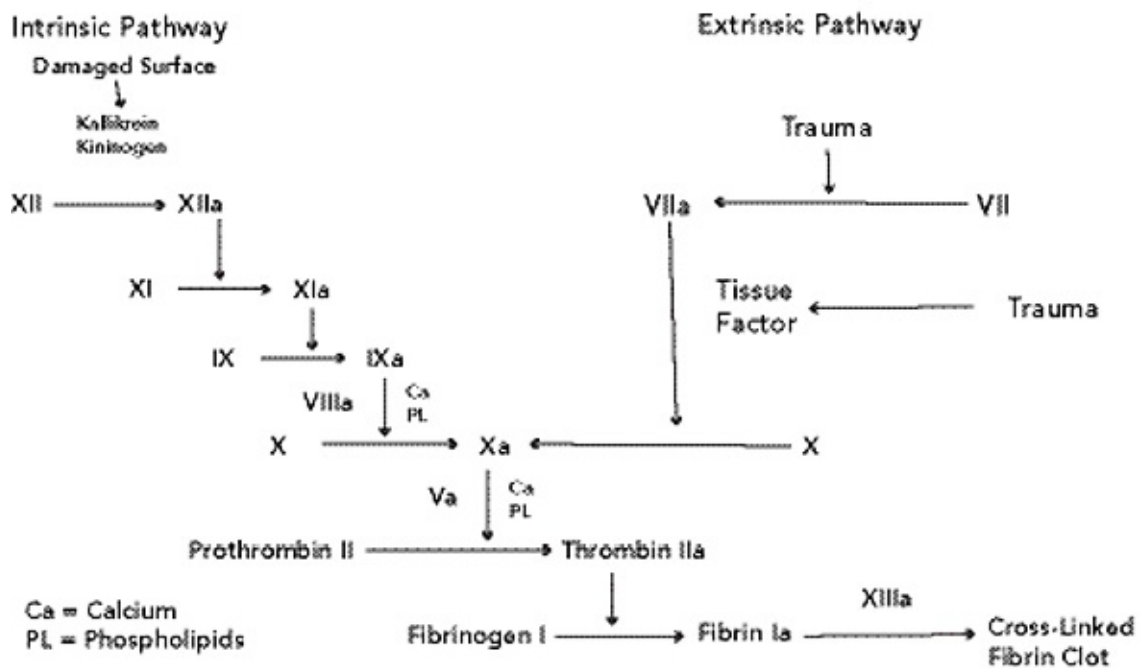 Intrinsic Pathway
Extrinsic Pathway
Damaged Surface
Kallikrein
Kininogen
Trauma
XII
XIIa
VIIa
VII
XI
XIa
Tissue
Factor
Trauma
IX
IXa
VIIIa
Ca
PL
X
Xa
X
Va
Ca
PL
Prothrombin II
Thrombin IIa
XIIIa
Ca = Calcium
PL = Phospholipids
Fibrinogen I
Fibrin Ia
Cross-Linked
Fibrin Clot